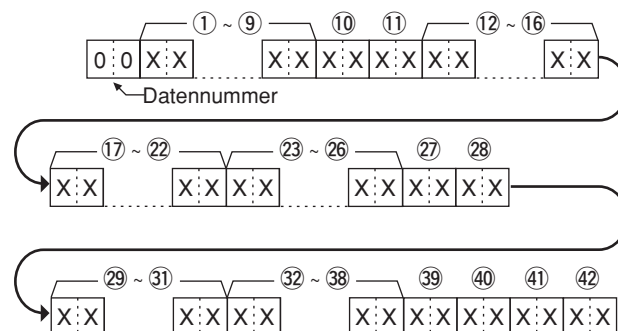 ① ~ ⑨ ⑩ ⑪ ⑫ ~ ⑯
0 0 X X X X X X X X X X X X
Datennummer
⑰ ~ ㉒ ㉓ ~ ㉖ ㉗ ㉘
X X X X X X X X X X X X
㉙ ~ ㉛ ㉜ ~ ㊳ ㊴ ㊵ ㊶ ㊷
X X X X X X X X X X X X X X X X